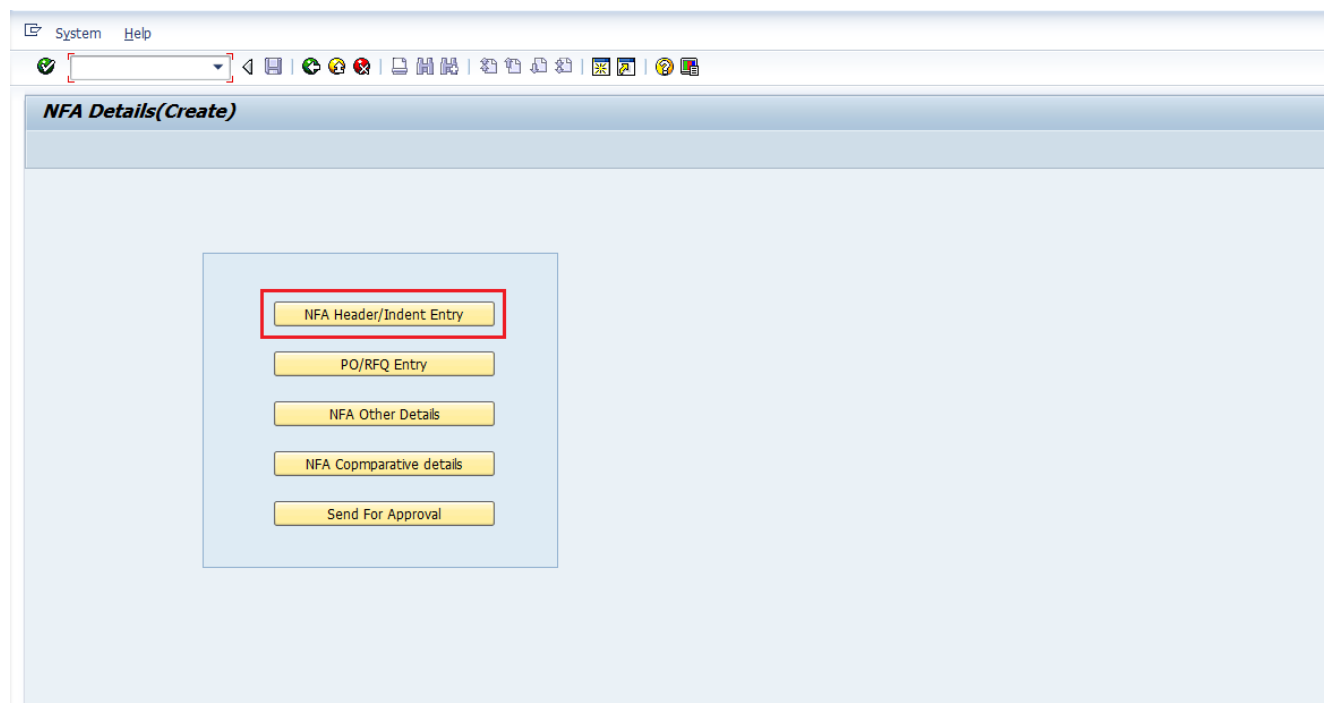 System Help
NFA Details(Create)
NFA Header/Indent Entry
PO/RFQ Entry
NFA Other Details
NFA Copmparative details
Send For Approval